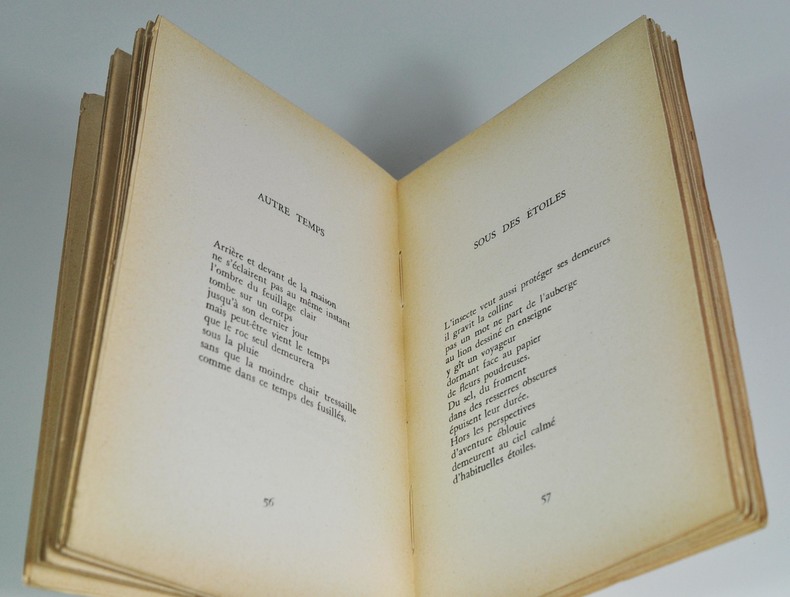 AUTRE TEMPS
Arrière et devant de la maison
ne s'éclairent pas au même instant
l'ombre du feuillage clair
tombe sur un corps
jusqu'à son dernier jour
mais peut-être vient le temps
que le roc seul demeurera
sous la pluie
sans que la moindre chair tressaille
comme dans ce temps des fusillés.
56
SOUS DES ÉTOILES
L'insecte veut aussi protéger ses demeures
il gravit la colline
pas un mot ne part de l'auberge
au lion dessiné en enseigne
y gît un voyageur
dormant face au papier
de fleurs poudreuses.
Du sel, du froment
dans des resserres obscures
épuisent leur durée.
Hors les perspectives
d'aventure éblouie
demeurent au ciel calmé
d'habituelles étoiles.
57